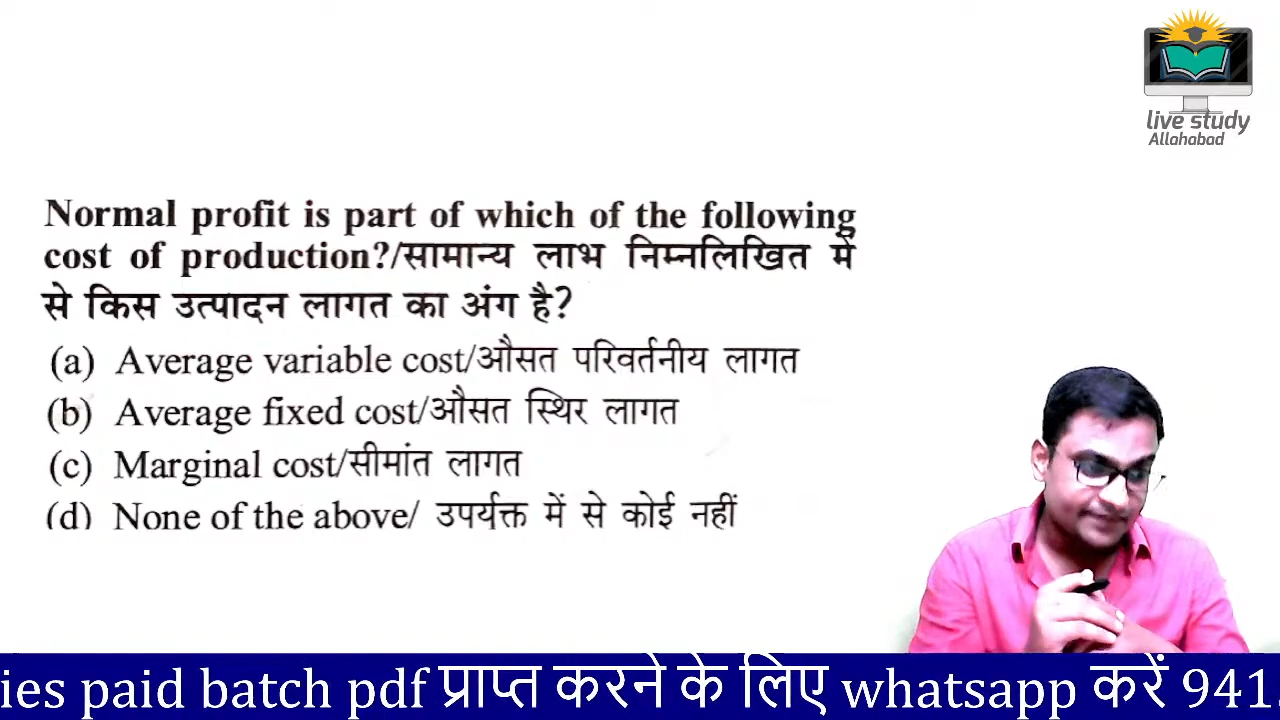 live study
Allahabad
Normal profit is part of which of the following
cost of production?/सामान्य लाभ निम्नलिखित में
से किस उत्पादन लागत का अंग है?
(a) Average variable cost/औसत परिवर्तनीय लागत
(b) Average fixed cost/औसत स्थिर लागत
(c) Marginal cost/सीमांत लागत
(d) None of the above/ उपर्यक्त में से कोई नहीं
ies paid batch pdf प्राप्त करने के लिए whatsapp करें 941